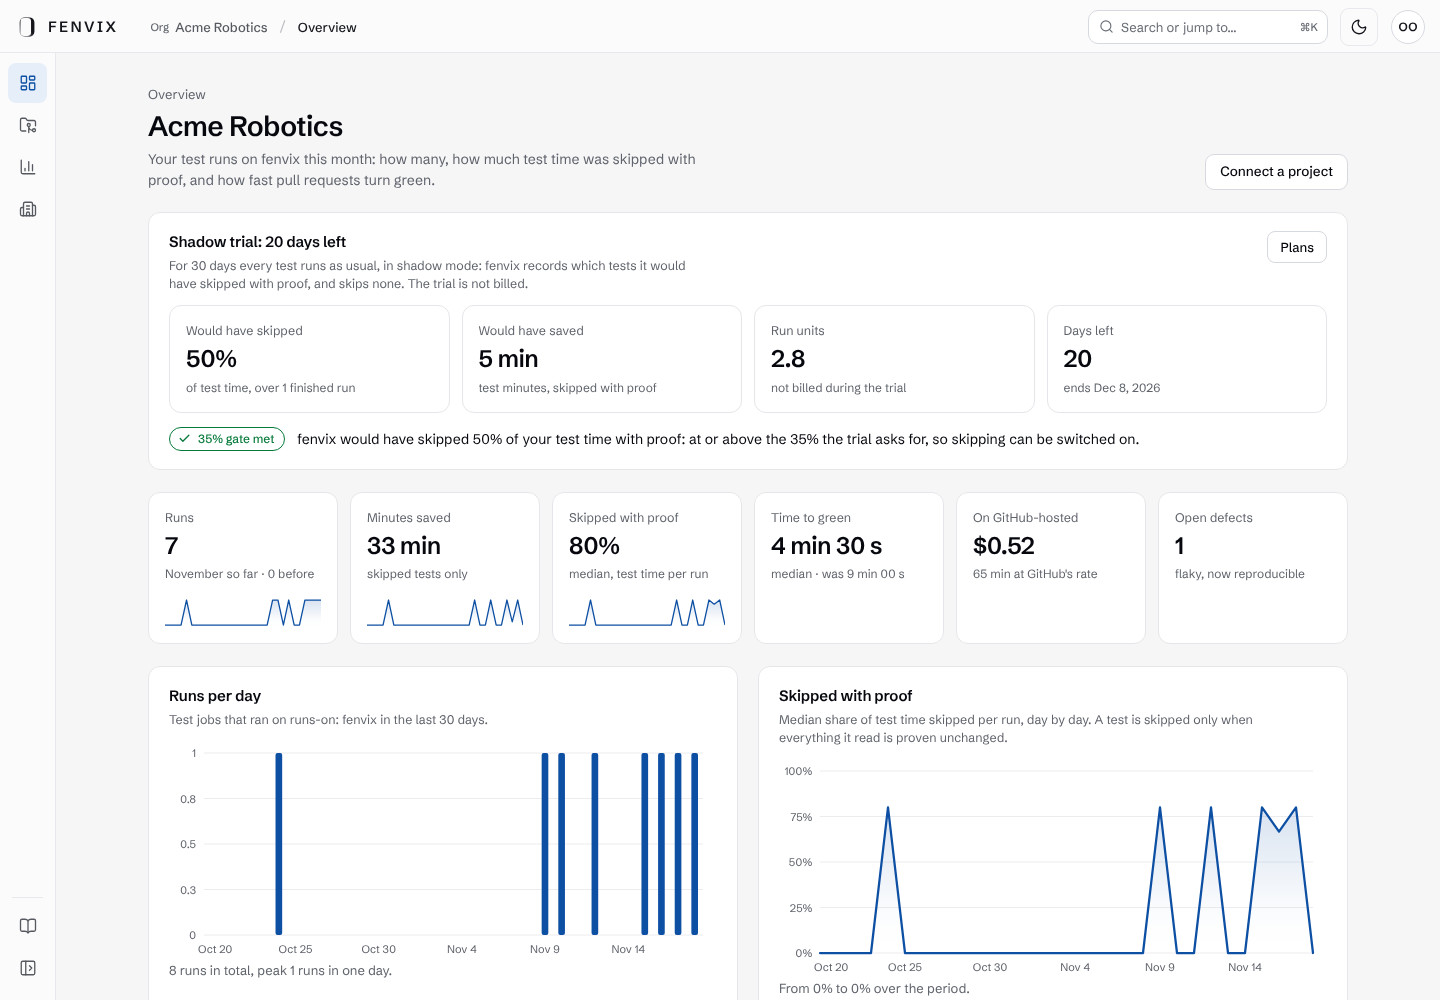 FENVIX
Org Acme Robotics / Overview
Search or jump to... ⌘K
OO
Overview
Acme Robotics
Your test runs on fenvix this month: how many, how much test time was skipped with
proof, and how fast pull requests turn green.
Connect a project
Shadow trial: 20 days left
For 30 days every test runs as usual, in shadow mode: fenvix records which tests it would
have skipped with proof, and skips none. The trial is not billed.
Plans
Would have skipped
50%
of test time, over 1 finished run
Would have saved
5 min
test minutes, skipped with proof
Run units
2.8
not billed during the trial
Days left
20
ends Dec 8, 2026
35% gate met
fenvix would have skipped 50% of your test time with proof: at or above the 35% the trial asks for, so skipping can be switched on.
Runs
7
November so far · 0 before
Minutes saved
33 min
skipped tests only
Skipped with proof
80%
median, test time per run
Time to green
4 min 30 s
median · was 9 min 00 s
On GitHub-hosted
$0.52
65 min at GitHub's rate
Open defects
1
flaky, now reproducible
Runs per day
Test jobs that ran on runs-on: fenvix in the last 30 days.
1
0.8
0.5
0.3
0
Oct 20 Oct 25 Oct 30 Nov 4 Nov 9 Nov 14
8 runs in total, peak 1 runs in one day.
Skipped with proof
Median share of test time skipped per run, day by day. A test is skipped only when
everything it read is proven unchanged.
100%
75%
50%
25%
0%
Oct 20 Oct 25 Oct 30 Nov 4 Nov 9 Nov 14
From 0% to 0% over the period.